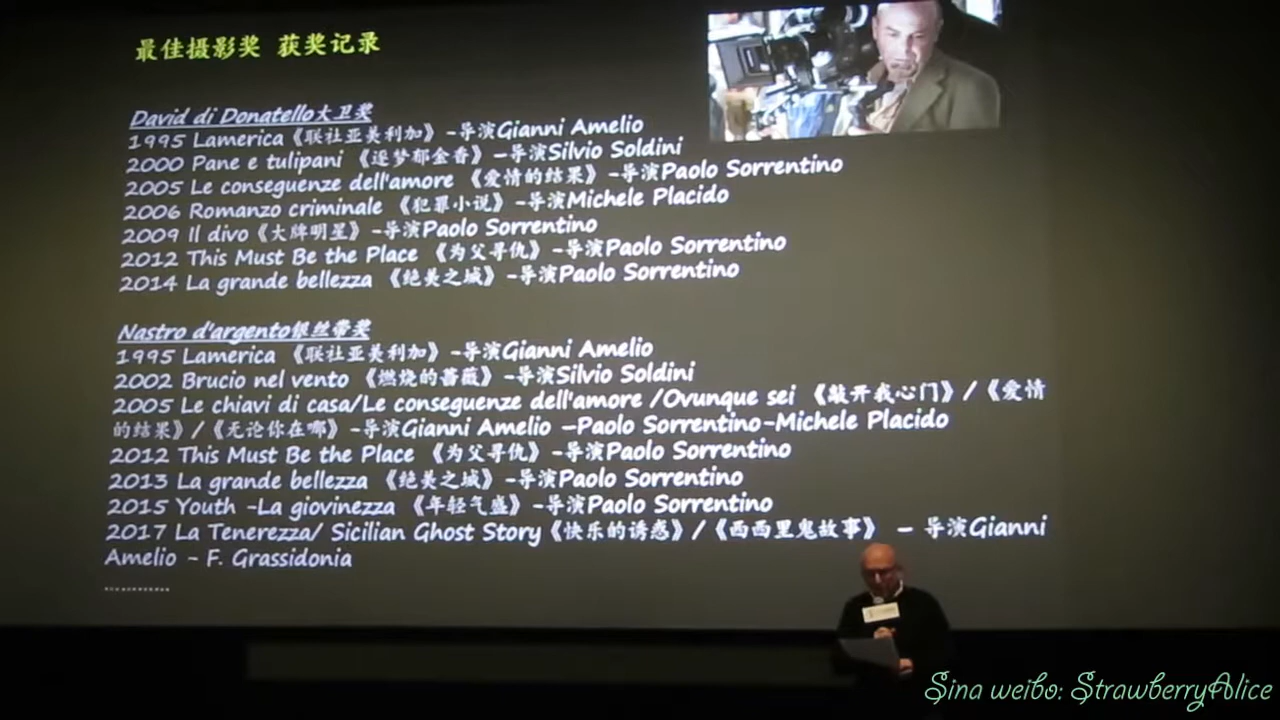 最佳摄影奖 获奖记录
David di Donatello大卫奖
1995 Lamerica《联社亚美利加》-导演Gianni Amelio
2000 Pane e tulipani 《逐梦郁金香》-导演Silvio Soldini
2005 Le conseguenze dell'amore 《爱情的结果》-导演Paolo Sorrentino
2006 Romanzo criminale 《犯罪小说》-导演Michele Placido
2009 Il divo《大牌明星》-导演Paolo Sorrentino
2012 This Must Be the Place 《为父寻仇》-导演Paolo Sorrentino
2014 La grande bellezza 《绝美之城》-导演Paolo Sorrentino
Nastro d'argento银丝带奖
1995 Lamerica 《联社亚美利加》-导演Gianni Amelio
2002 Brucio nel vento 《燃烧的蔷薇》-导演Silvio Soldini
2005 Le chiavi di casa/Le conseguenze dell'amore /Ovunque sei 《敲开我心门》/《爱情
的结果》/《无论你在哪》-导演Gianni Amelio -Paolo Sorrentino-Michele Placido
2012 This Must Be the Place 《为父寻仇》-导演Paolo Sorrentino
2013 La grande bellezza 《绝美之城》-导演Paolo Sorrentino
2015 Youth -La giovinezza 《年轻气盛》-导演Paolo Sorrentino
2017 La Tenerezza/ Sicilian Ghost Story《快乐的诱惑》/《西西里鬼故事》 - 导演Gianni
Amelio - F. Grassidonia
Sina weibo: StrawberryAlice